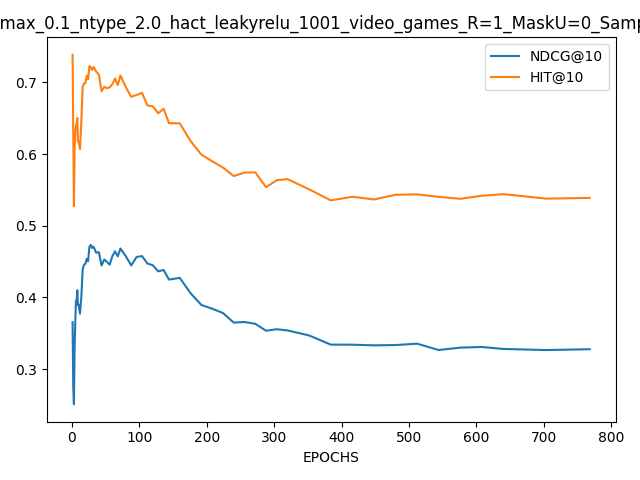 max_0.1_ntype_2.0_hact_leakyrelu_1001_video_games_R=1_MaskU=0_Samp
NDCG@10
HIT@10
0.7
0.6
0.5
0.4
0.3
0 100 200 300 400 500 600 700 800
EPOCHS